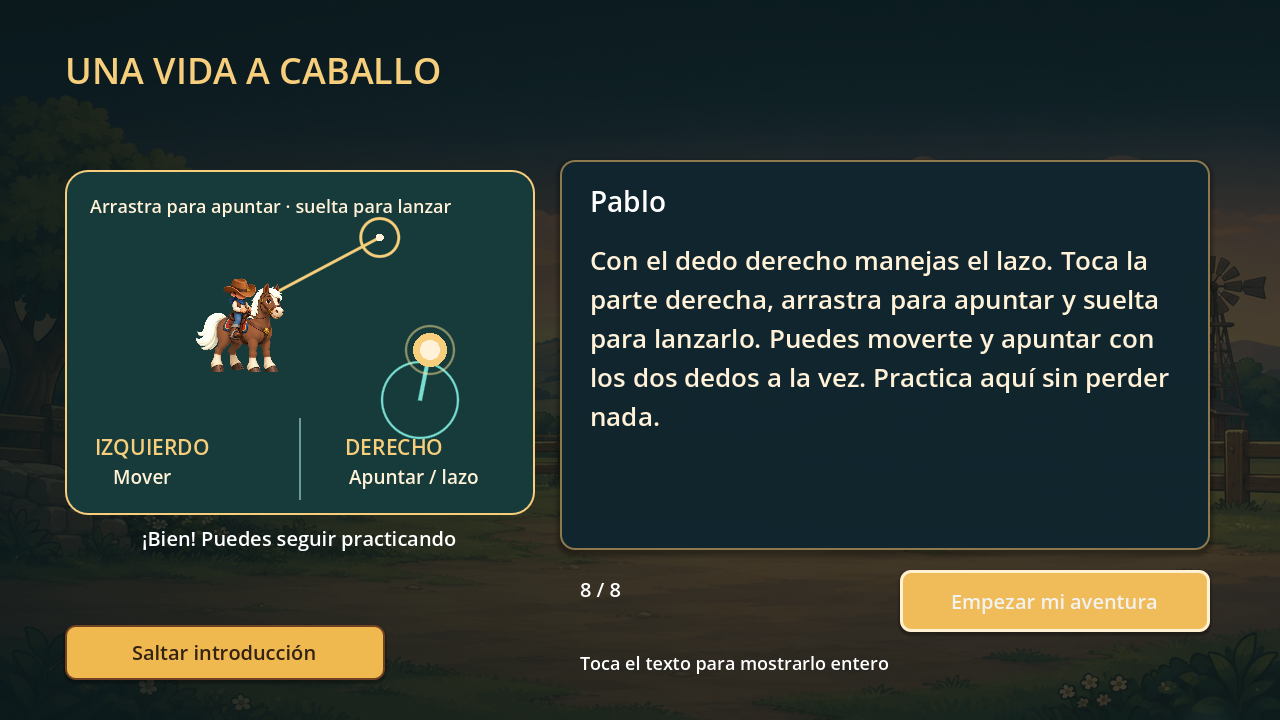 UNA VIDA A CABALLO
Arrastra para apuntar · suelta para lanzar
IZQUIERDO
Mover
DERECHO
Apuntar / lazo
¡Bien! Puedes seguir practicando
Saltar introducción
Pablo
Con el dedo derecho manejas el lazo. Toca la
parte derecha, arrastra para apuntar y suelta
para lanzarlo. Puedes moverte y apuntar con
los dos dedos a la vez. Practica aquí sin perder
nada.
8 / 8
Empezar mi aventura
Toca el texto para mostrarlo entero